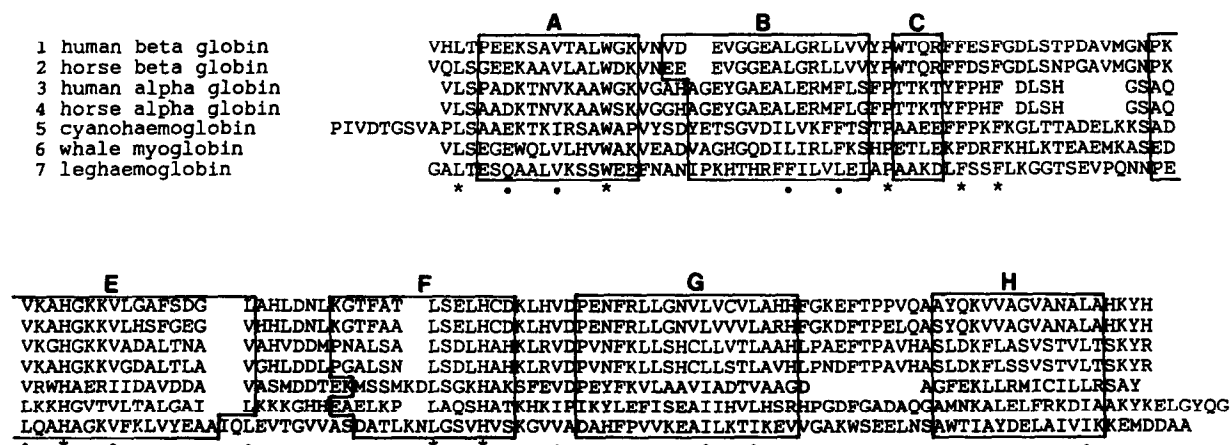 A B C
1 human beta globin VHLTPEEKSAVTALWGKVNVD EVGGEALGRLLVVYPWTQRFFESFGDLSTPDAVMGNPK
2 horse beta globin VQLSGEEKAAVLALWDKVNEE EVGGEALGRLLVVYPWTQRFFDSFGDLSNPGAVMGNPK
3 human alpha globin VLSPADKTNVKAAWGKVGAHAGEYGAEALERMFLSFPTTKTYFPHF DLSH GSAQ
4 horse alpha globin VLSAADKTNVKAAWSKVGGHAGEYGAEALERMFLGFPTTKTYFPHF DLSH GSAQ
5 cyanohaemoglobin PIVDTGSVAPLSAAEKTKIRSAWAPVYSDYETSGVDILVKFFTSTPAAEEFFPKFKGLTTADELKKSAD
6 whale myoglobin VLSEGEWQLVLHVWAKVEADVAGHGQDILIRLFKSHPETLEKFDRFKHLKTEAEMKASED
7 leghaemoglobin GALTESQAALVKSSWEEFNANIPKHTHRFFILVLEIAPAAKDLFSSFLKGGTSEVPQNNPE
* . . * . . * * *
E F G H
VKAHGKKVLGAFSDG LAHLDNLKGTFAT LSELHCDKLHVDPENFRLLGNVLVCVLAHHFGKEFTPPVQAAYQKVVAGVANALAHKYH
VKAHGKKVLHSFGEG VHHLDNLKGTFAA LSELHCDKLHVDPENFRLLGNVLVVVLARHFGKDFTPELQASYQKVVAGVANALAHKYH
VKGHGKKVADALTNA VAHVDDMPNALSA LSDLHAHKLRVDPVNFKLLSHCLLVTLAAHLPAEFTPAVHASLDKFLASVSTVLTSKYR
VKAHGKKVGDALTLA VGHLDDLPGALSN LSDLHAHKLRVDPVNFKLLSHCLLSTLAVHLPNDFTPAVHASLDKFLSSVSTVLTSKYR
VRWHAERIIDAVDDA VASMDDTEKMSSMKDLSGKHAKSFEVDPEYFKVLAAVIADTVAAGD AGFEKLLRMICILLRSAY
LKKHGVTVLTALGAI LKKKGHHEAELKP LAQSHATKHKIPIKYLEFISEAIIHVLHSRHPGDFGADAQGAMNKALELFRKDIAAKYKELGYQG
LQAHAGKVFKLVYEAAIQLEVTGVVASDATLKNLGSVHVSKGVVADAHFPVVKEAILKTIKEVVGAKWSEELNSAWTIAYDELAIVIKKEMDDAA